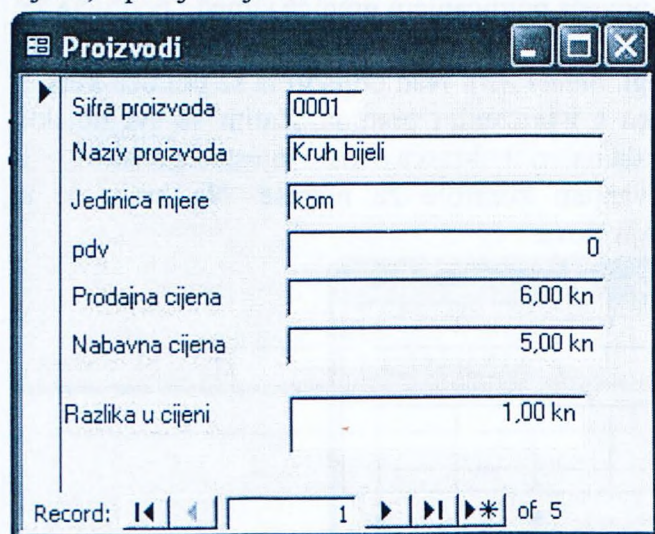 Proizvodi
Sifra proizvoda 0001
Naziv proizvoda Kruh bijeli
Jedinica mjere kom
pdv 0
Prodajna cijena 6,00 kn
Nabavna cijena 5,00 kn
Razlika u cijeni 1,00 kn
Record: 1 of 5